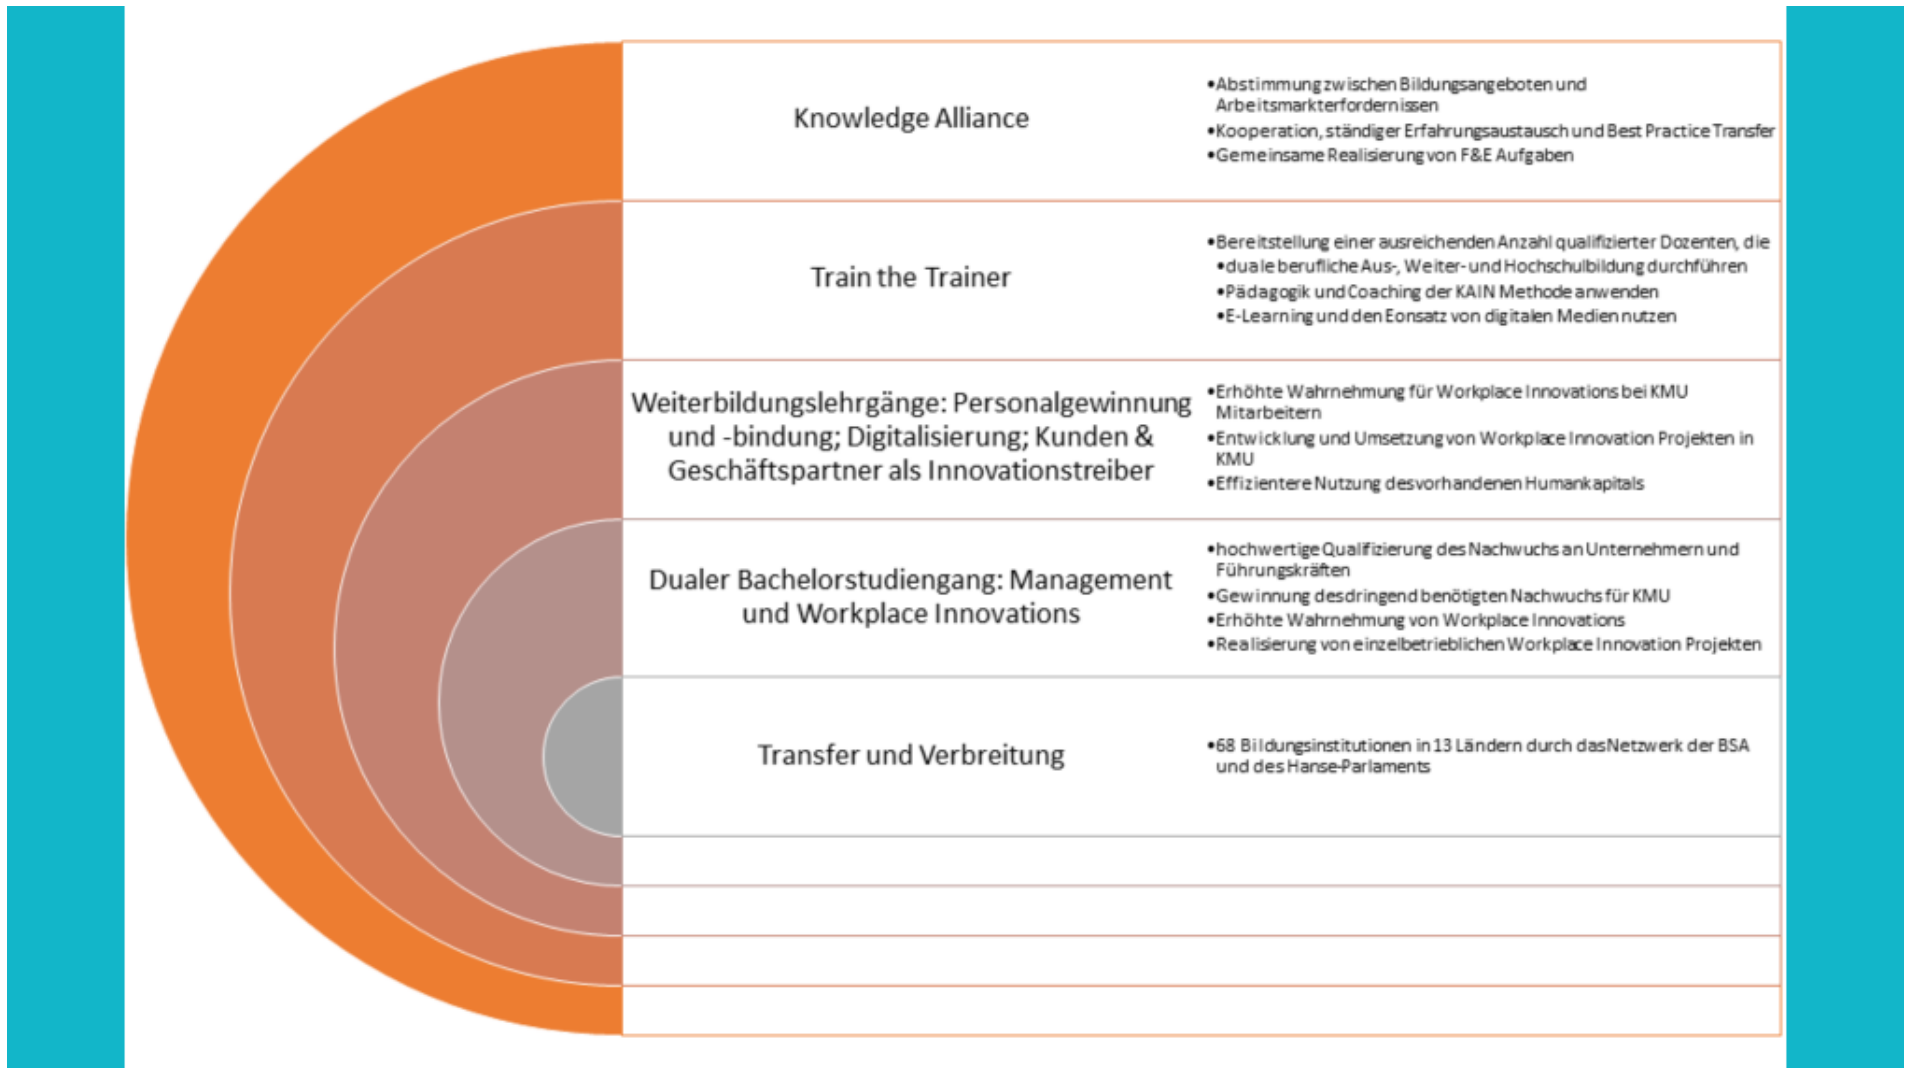 Knowledge Alliance
•Abstimmung zwischen Bildungsangeboten und
Arbeitsmarkterfordernissen
•Kooperation, ständiger Erfahrungsaustausch und Best Practice Transfer
•Gemeinsame Realisierung von F&E Aufgaben
Train the Trainer
•Bereitstellung einer ausreichenden Anzahl qualifizierter Dozenten, die
•duale berufliche Aus-, Weiter- und Hochschulbildung durchführen
•Pädagogik und Coaching der KAIN Methode anwenden
•E-Learning und den Eonsatz von digitalen Medien nutzen
Weiterbildungslehrgänge: Personalgewinnung
und -bindung; Digitalisierung; Kunden &
Geschäftspartner als Innovationstreiber
•Erhöhte Wahrnehmung für Workplace Innovations bei KMU
Mitarbeitern
•Entwicklung und Umsetzung von Workplace Innovation Projekten in
KMU
•Effizientere Nutzung des vorhandenen Humankapitals
Dualer Bachelorstudiengang: Management
und Workplace Innovations
•hochwertige Qualifizierung des Nachwuchs an Unternehmern und
Führungskräften
•Gewinnung des dringend benötigten Nachwuchs für KMU
•Erhöhte Wahrnehmung von Workplace Innovations
•Realisierung von einzelbetrieblichen Workplace Innovation Projekten
Transfer und Verbreitung
•68 Bildungsinstitutionen in 13 Ländern durch das Netzwerk der BSA
und des Hanse-Parlaments